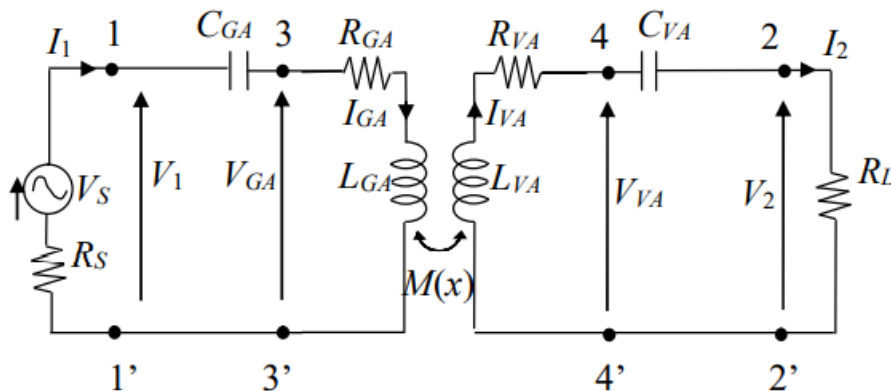 I1 1 CGA 3 RGA RVA 4 CVA 2 I2
IGA IVA
VS V1 VGA LGA LVA VVA V2 RL
RS M(x)
1’ 3’ 4’ 2’